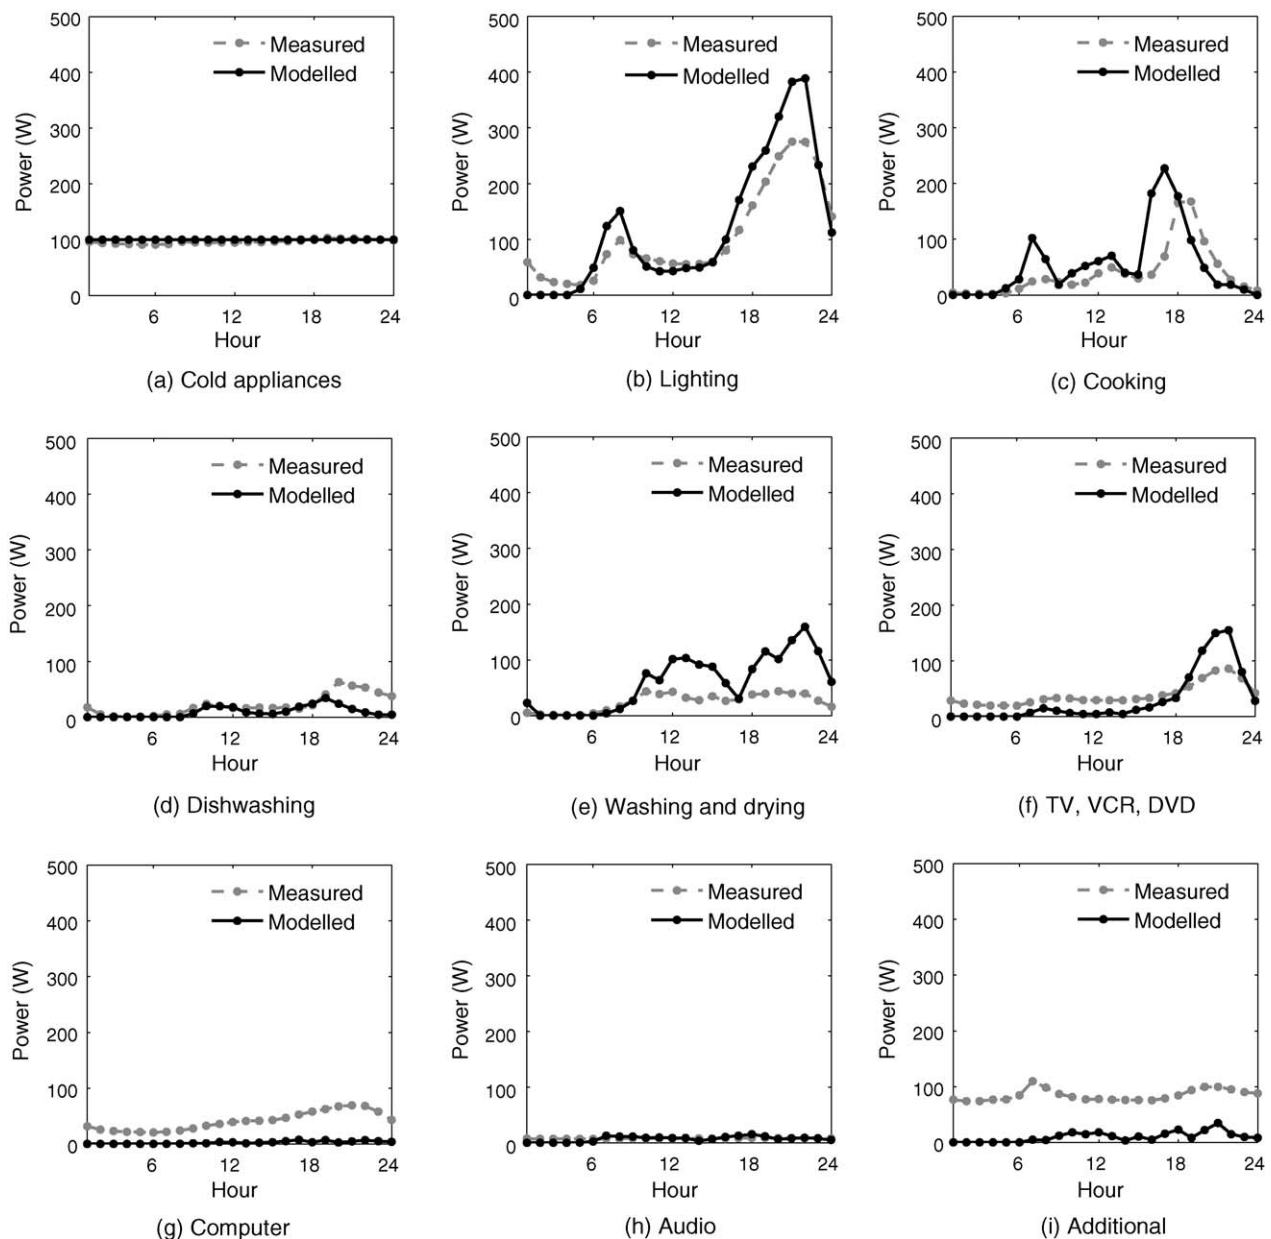 500
400
300
200
100
0
Power (W)
Measured
Modelled
6
12
18
24
Hour
(a) Cold appliances
500
400
300
200
100
0
Power (W)
Measured
Modelled
6
12
18
24
Hour
(b) Lighting
500
400
300
200
100
0
Power (W)
Measured
Modelled
6
12
18
24
Hour
(c) Cooking
500
400
300
200
100
0
Power (W)
Measured
Modelled
6
12
18
24
Hour
(d) Dishwashing
500
400
300
200
100
0
Power (W)
Measured
Modelled
6
12
18
24
Hour
(e) Washing and drying
500
400
300
200
100
0
Power (W)
Measured
Modelled
6
12
18
24
Hour
(f) TV, VCR, DVD
500
400
300
200
100
0
Power (W)
Measured
Modelled
6
12
18
24
Hour
(g) Computer
500
400
300
200
100
0
Power (W)
Measured
Modelled
6
12
18
24
Hour
(h) Audio
500
400
300
200
100
0
Power (W)
Measured
Modelled
6
12
18
24
Hour
(i) Additional